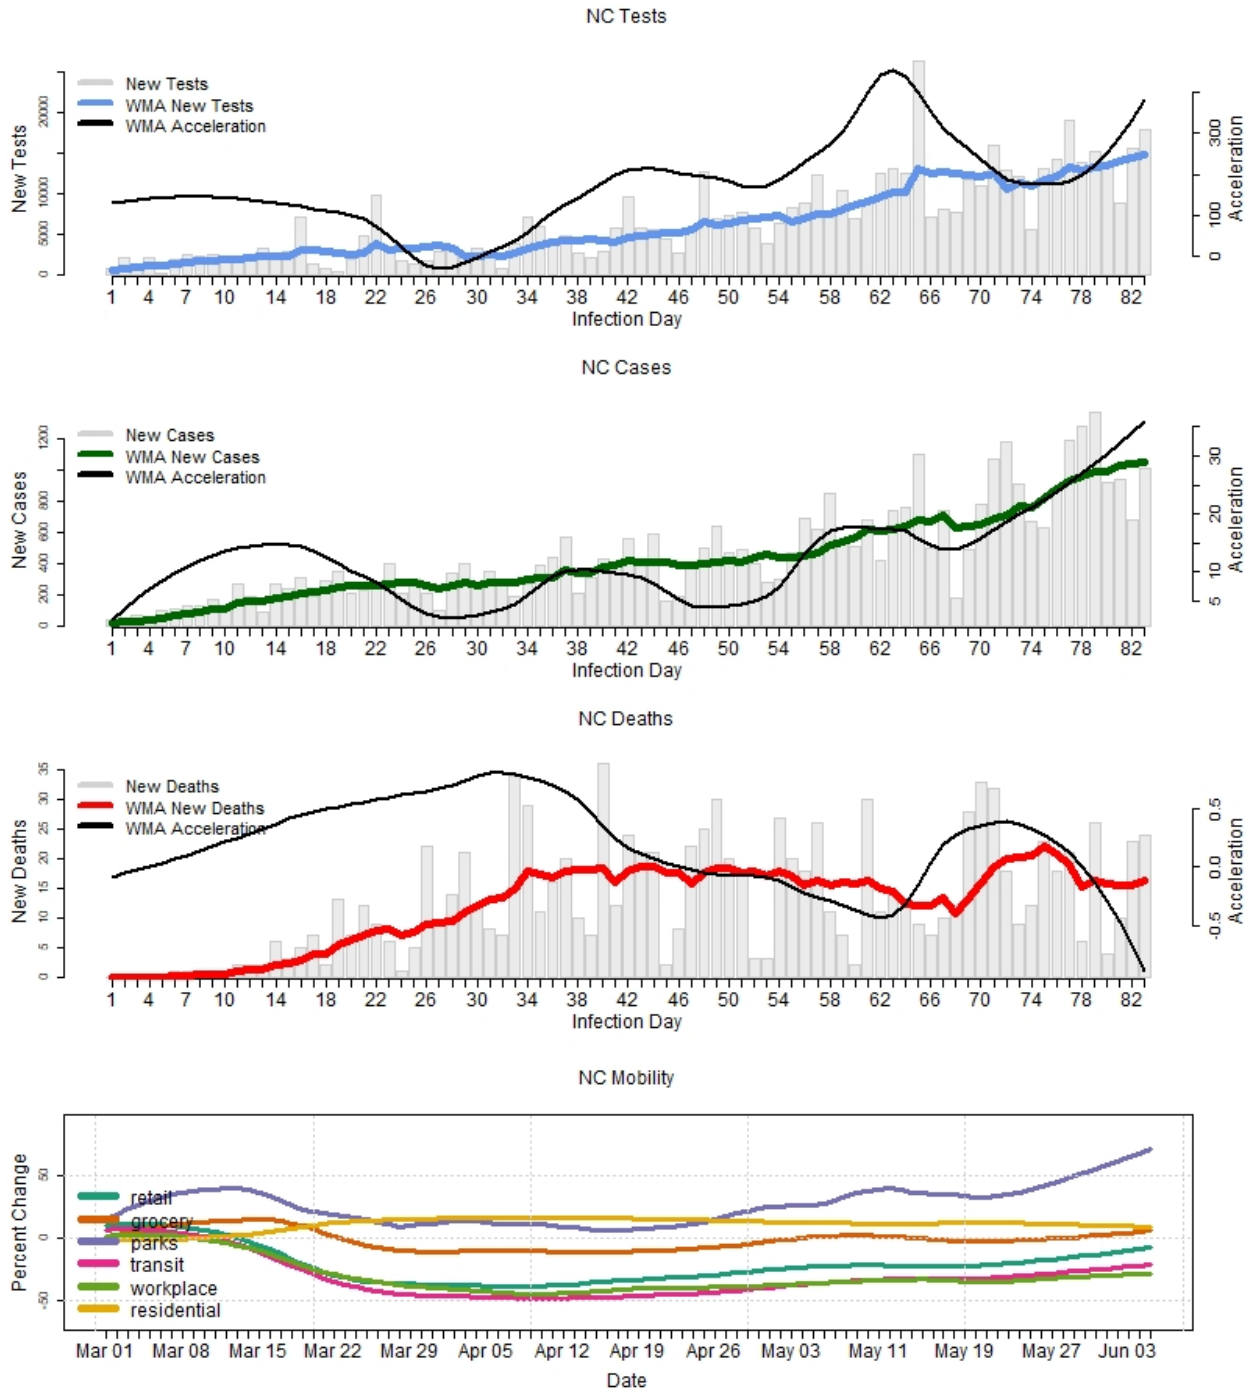 NC Tests
New Tests
WMA New Tests
WMA Acceleration
New Tests
0 5000 10000 20000
Acceleration
0 100 300
1 4 7 10 14 18 22 26 30 34 38 42 46 50 54 58 62 66 70 74 78 82
Infection Day
NC Cases
New Cases
WMA New Cases
WMA Acceleration
New Cases
0 200 400 600 800 1200
Acceleration
5 10 20 30
1 4 7 10 14 18 22 26 30 34 38 42 46 50 54 58 62 66 70 74 78 82
Infection Day
NC Deaths
New Deaths
WMA New Deaths
WMA Acceleration
New Deaths
0 5 10 15 20 25 30 35
Acceleration
-0.5 0.0 0.5
1 4 7 10 14 18 22 26 30 34 38 42 46 50 54 58 62 66 70 74 78 82
Infection Day
NC Mobility
retail
grocery
parks
transit
workplace
residential
Percent Change
-50 0 50
Mar 01 Mar 08 Mar 15 Mar 22 Mar 29 Apr 05 Apr 12 Apr 19 Apr 26 May 03 May 11 May 19 May 27 Jun 03
Date